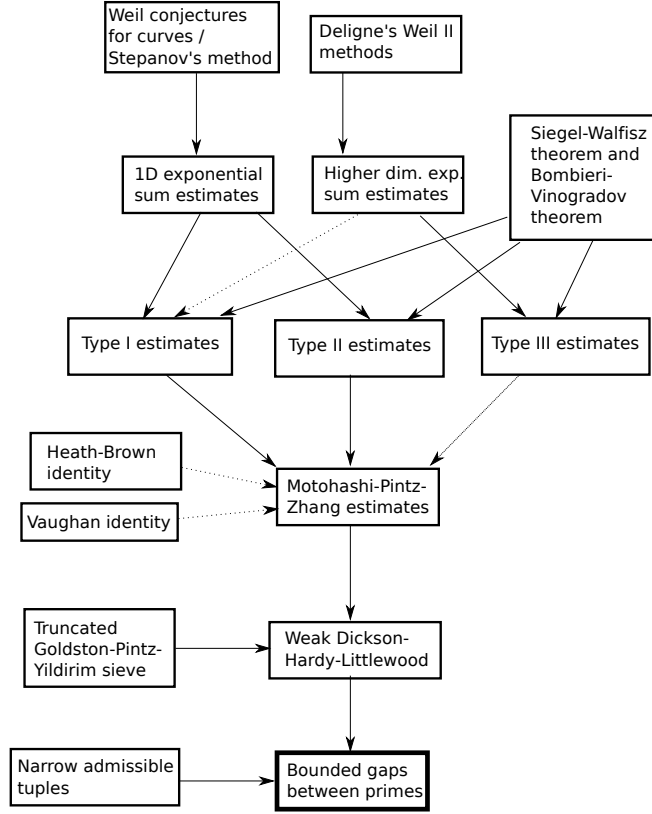 Weil conjectures
for curves /
Stepanov's method
Deligne's Weil II
methods
Siegel-Walfisz
theorem and
Bombieri-
Vinogradov
theorem
1D exponential
sum estimates
Higher dim. exp.
sum estimates
Type I estimates
Type II estimates
Type III estimates
Heath-Brown
identity
Vaughan identity
Motohashi-Pintz-
Zhang estimates
Truncated
Goldston-Pintz-
Yildirim sieve
Weak Dickson-
Hardy-Littlewood
Narrow admissible
tuples
Bounded gaps
between primes